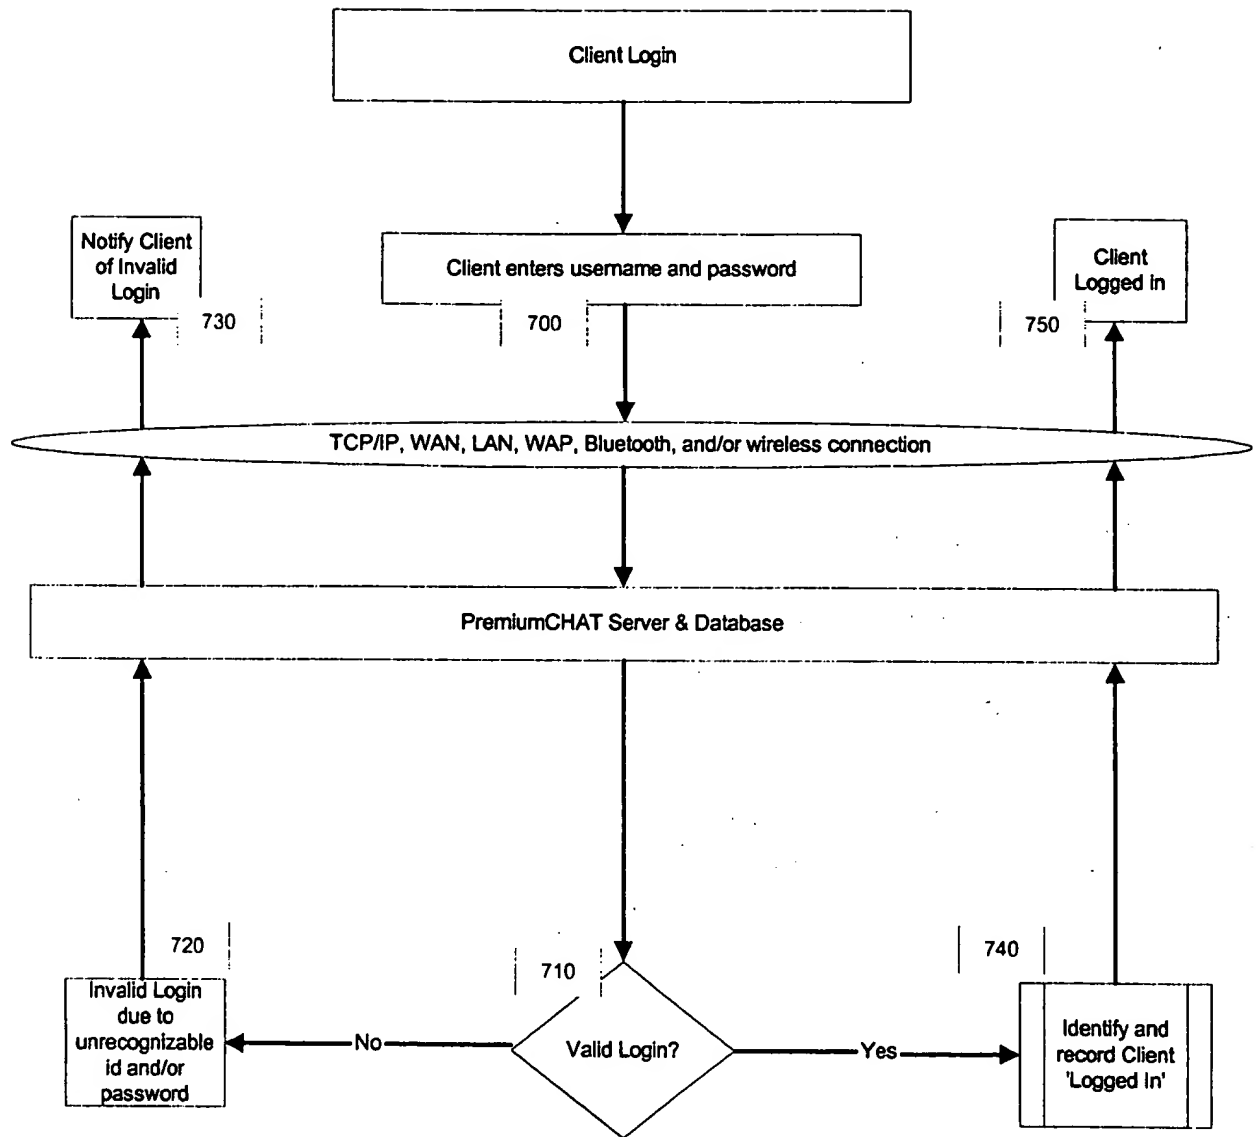 Client Login
Notify Client
of Invalid
Login
730
Client enters username and password
700
Client
Logged in
750
TCP/IP, WAN, LAN, WAP, Bluetooth, and/or wireless connection
PremiumCHAT Server & Database
720
Invalid Login
due to
unrecognizable
id and/or
password
No
710
Valid Login?
Yes
740
Identify and
record Client
'Logged In'